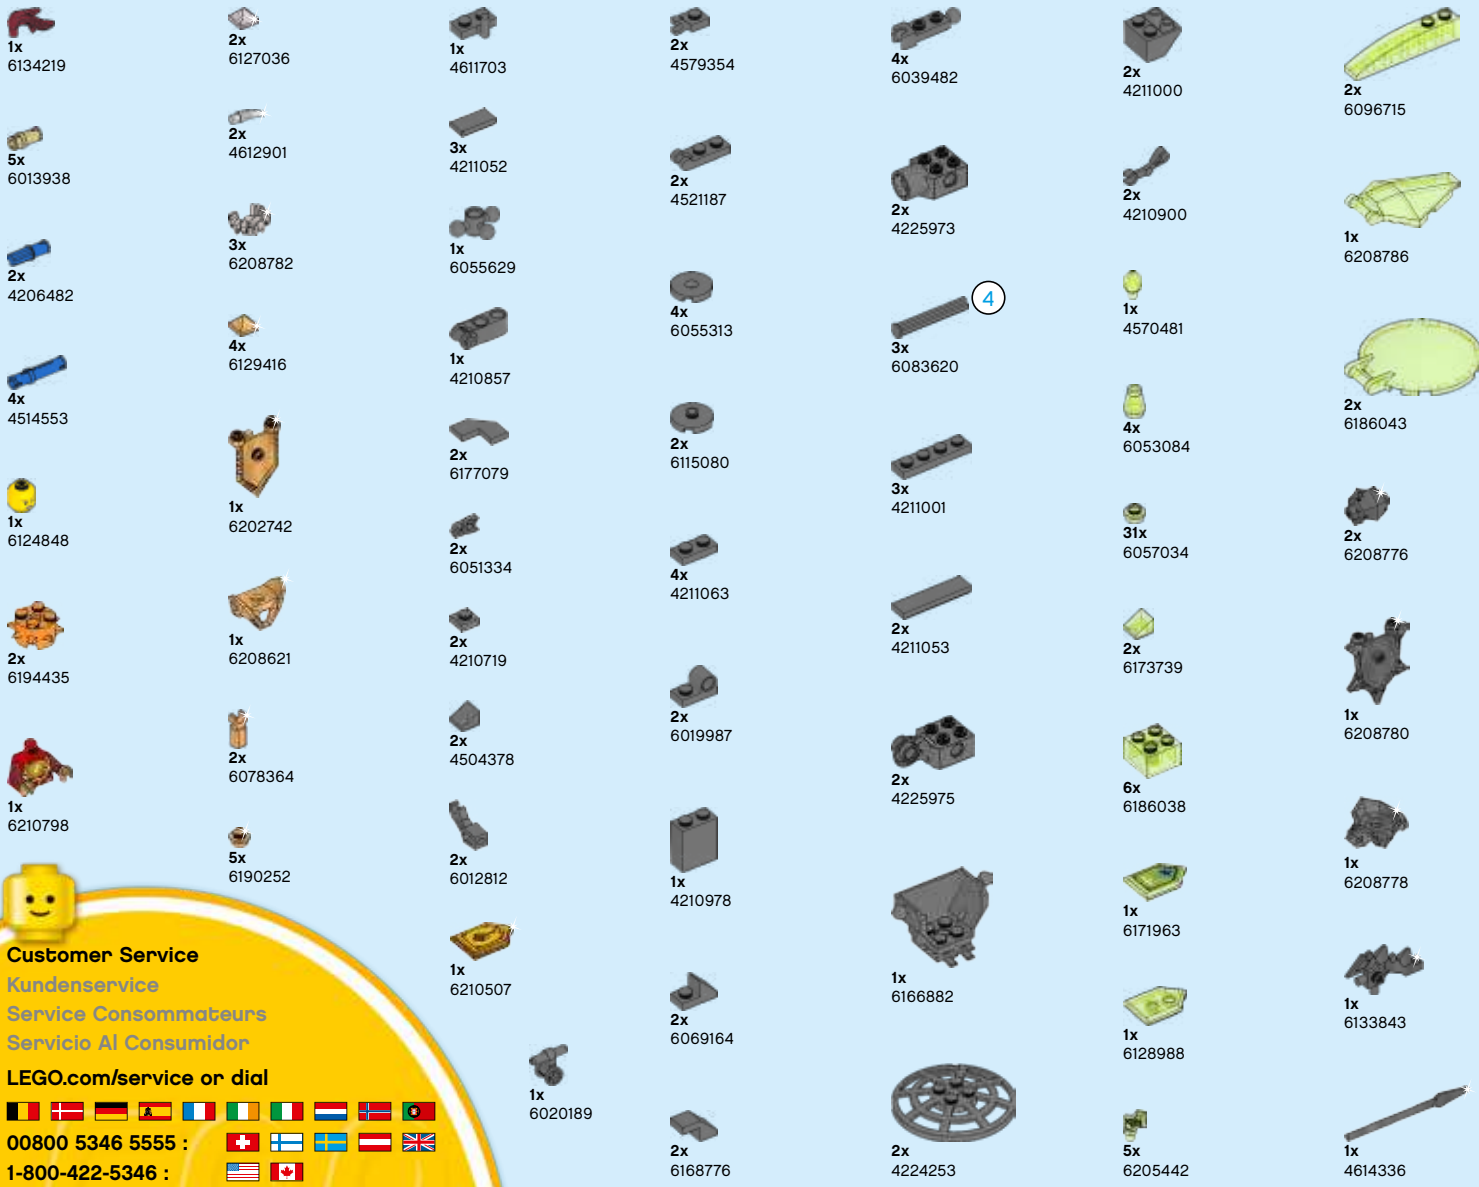 1x
6134219
5x
6013938
2x
4206482
4x
4514553
1x
6124848
2x
6194435
1x
6210798
2x
6127036
2x
4612901
3x
6208782
4x
6129416
1x
6202742
1x
6208621
2x
6078364
5x
6190252
1x
4611703
3x
4211052
1x
6055629
1x
4210857
2x
6177079
2x
6051334
2x
4210719
2x
4504378
2x
6012812
1x
6210507
1x
6020189
2x
4579354
2x
4521187
4x
6055313
2x
6115080
4x
4211063
2x
6019987
1x
4210978
2x
6069164
2x
6168776
4x
6039482
2x
4225973
4
3x
6083620
3x
4211001
2x
4211053
2x
4225975
1x
6166882
2x
4224253
2x
4211000
2x
4210900
1x
4570481
4x
6053084
31x
6057034
2x
6173739
6x
6186038
1x
6171963
1x
6128988
5x
6205442
2x
6096715
1x
6208786
2x
6186043
2x
6208776
1x
6208780
1x
6208778
1x
6133843
1x
4614336
Customer Service
Kundenservice
Service Consommateurs
Servicio Al Consumidor
LEGO.com/service or dial
00800 5346 5555 :
1-800-422-5346 :